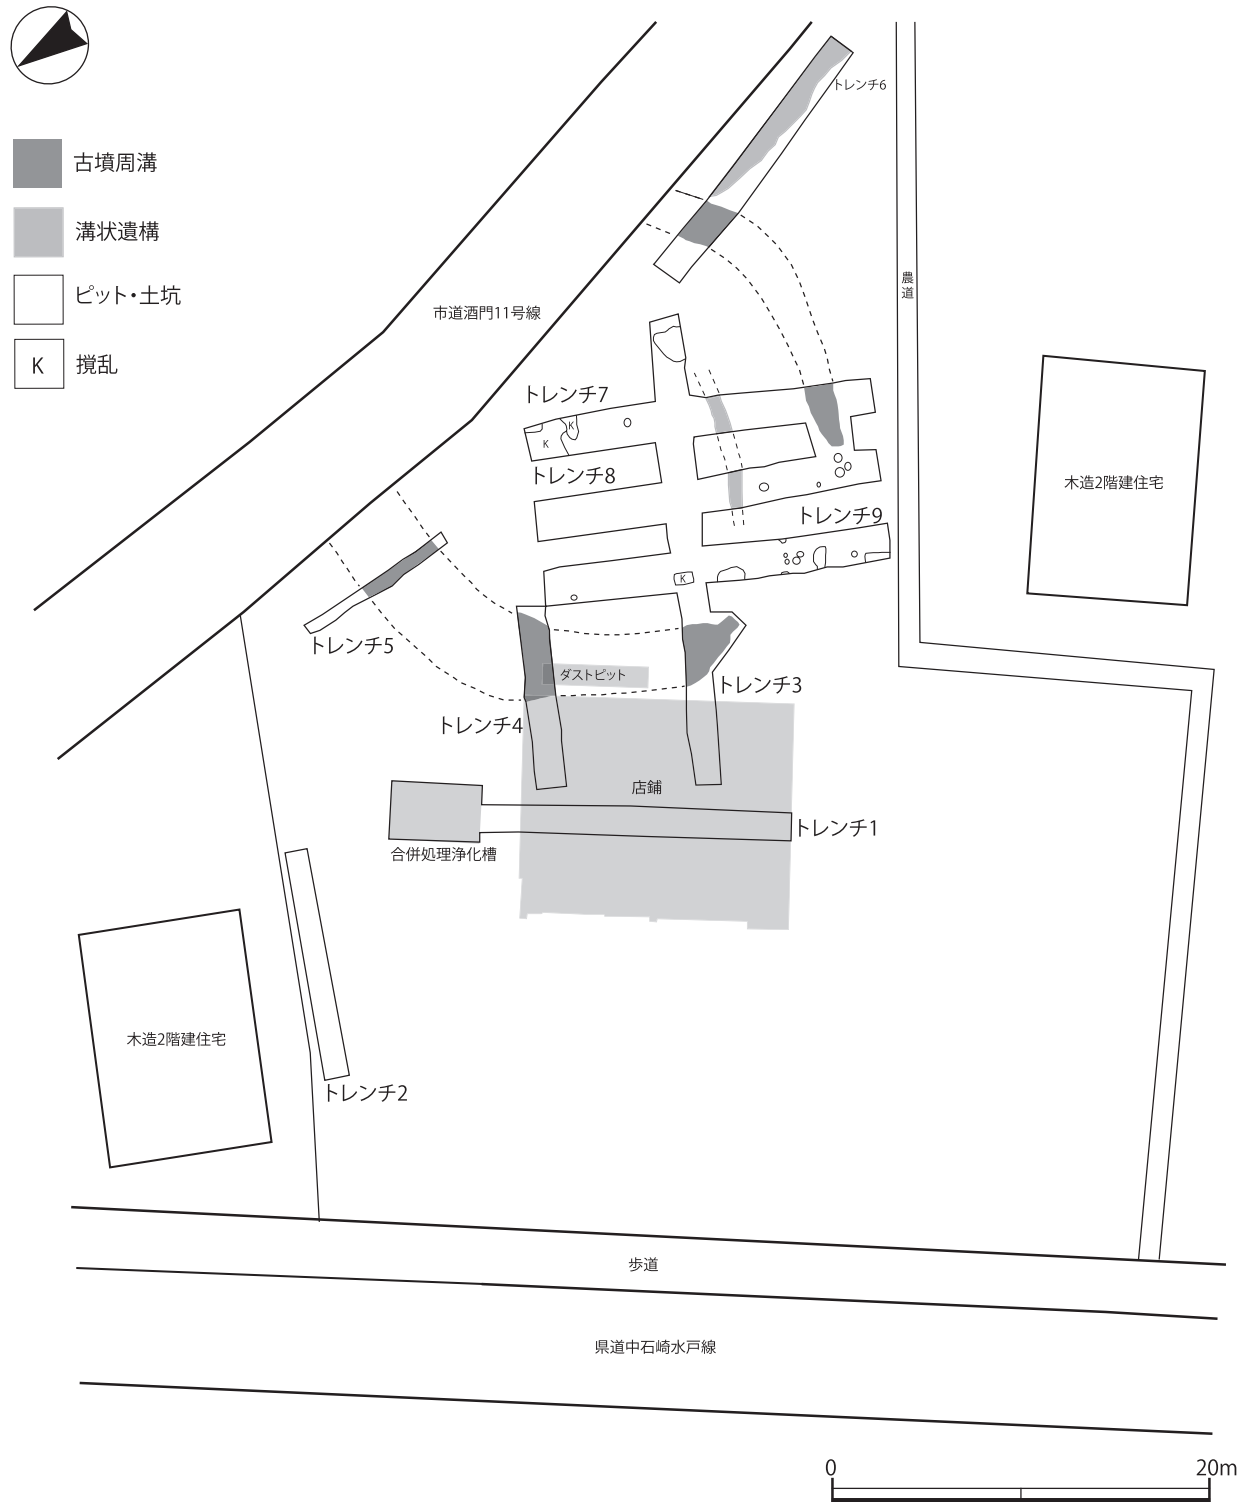 古墳周溝
溝状遺構
ピット・土坑
K
撹乱
トレンチ6
農道
市道酒門11号線
トレンチ7
K
K
トレンチ8
木造2階建住宅
トレンチ9
K
トレンチ5
ダストピット
トレンチ3
トレンチ4
店舗
トレンチ1
合併処理浄化槽
木造2階建住宅
トレンチ2
歩道
県道中石崎水戸線
0
20m